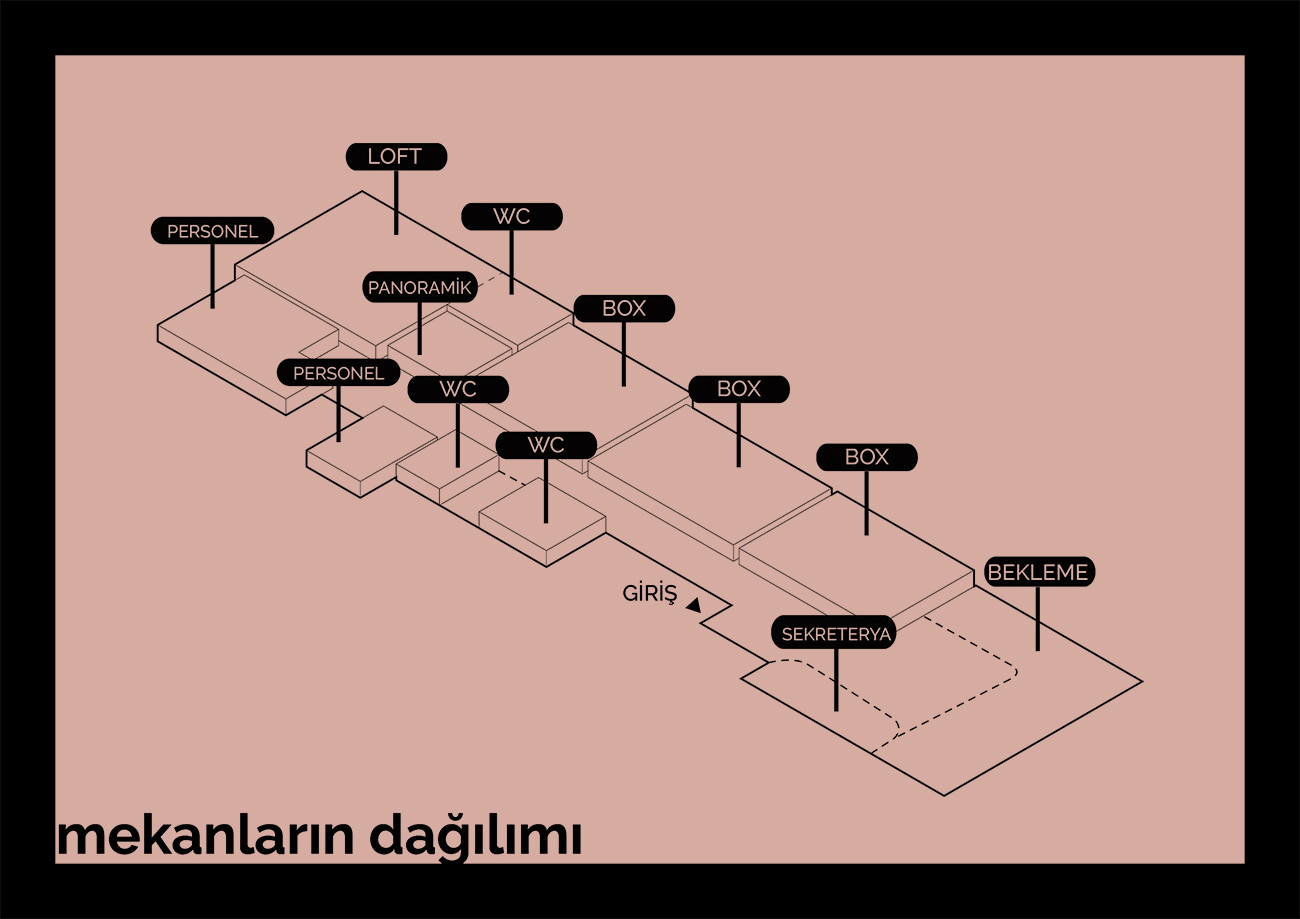 LOFT
WC
PERSONEL
PANORAMİK
BOX
PERSONEL
WC
BOX
WC
BOX
BEKLEME
GİRİŞ
SEKRETERYA
mekanların dağılımı